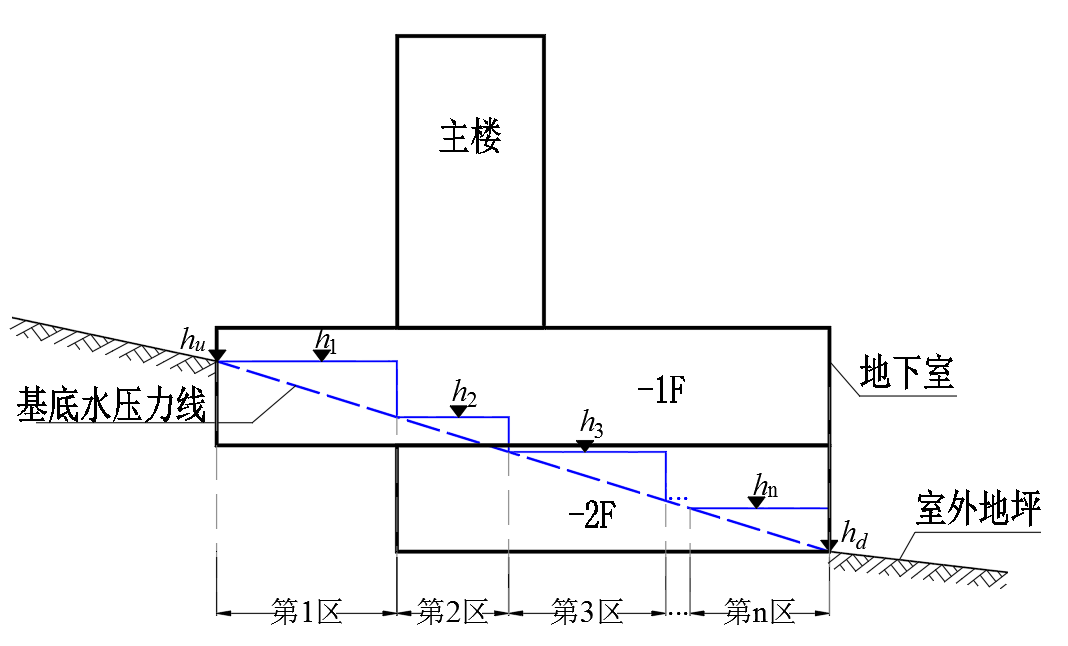 主楼
hu
h1
地下室
基底水压力线
-1F
h2
h3
hn
-2F
室外地坪
hd
第1区
第2区
第3区
第n区